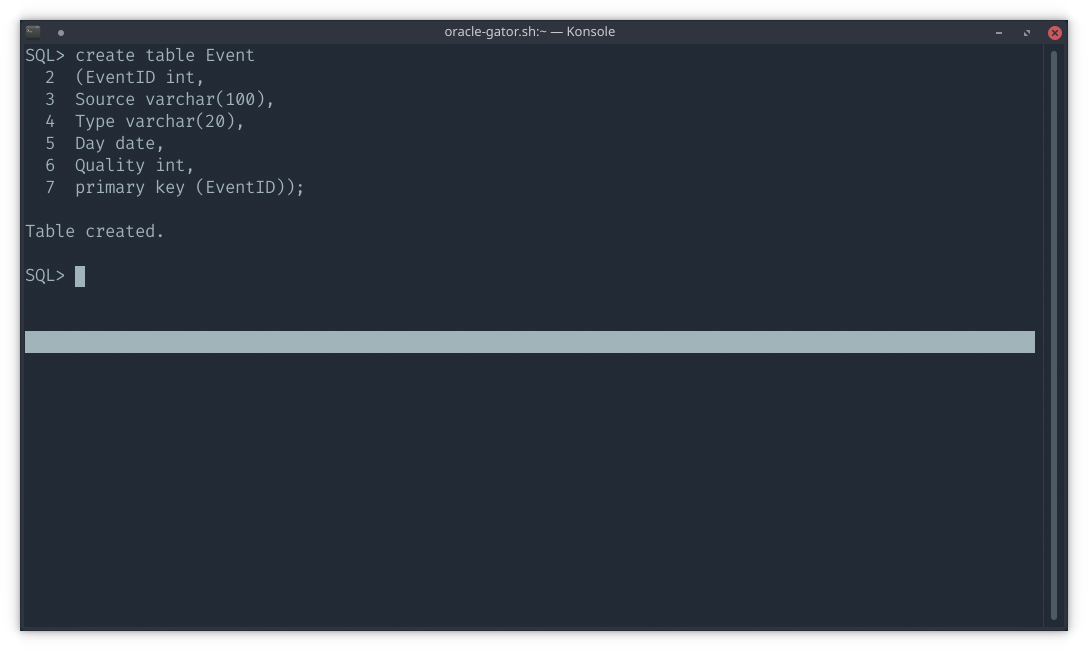 oracle-gator.sh:~ — Konsole
SQL> create table Event
  2  (EventID int,
  3  Source varchar(100),
  4  Type varchar(20),
  5  Day date,
  6  Quality int,
  7  primary key (EventID));
Table created.
SQL>